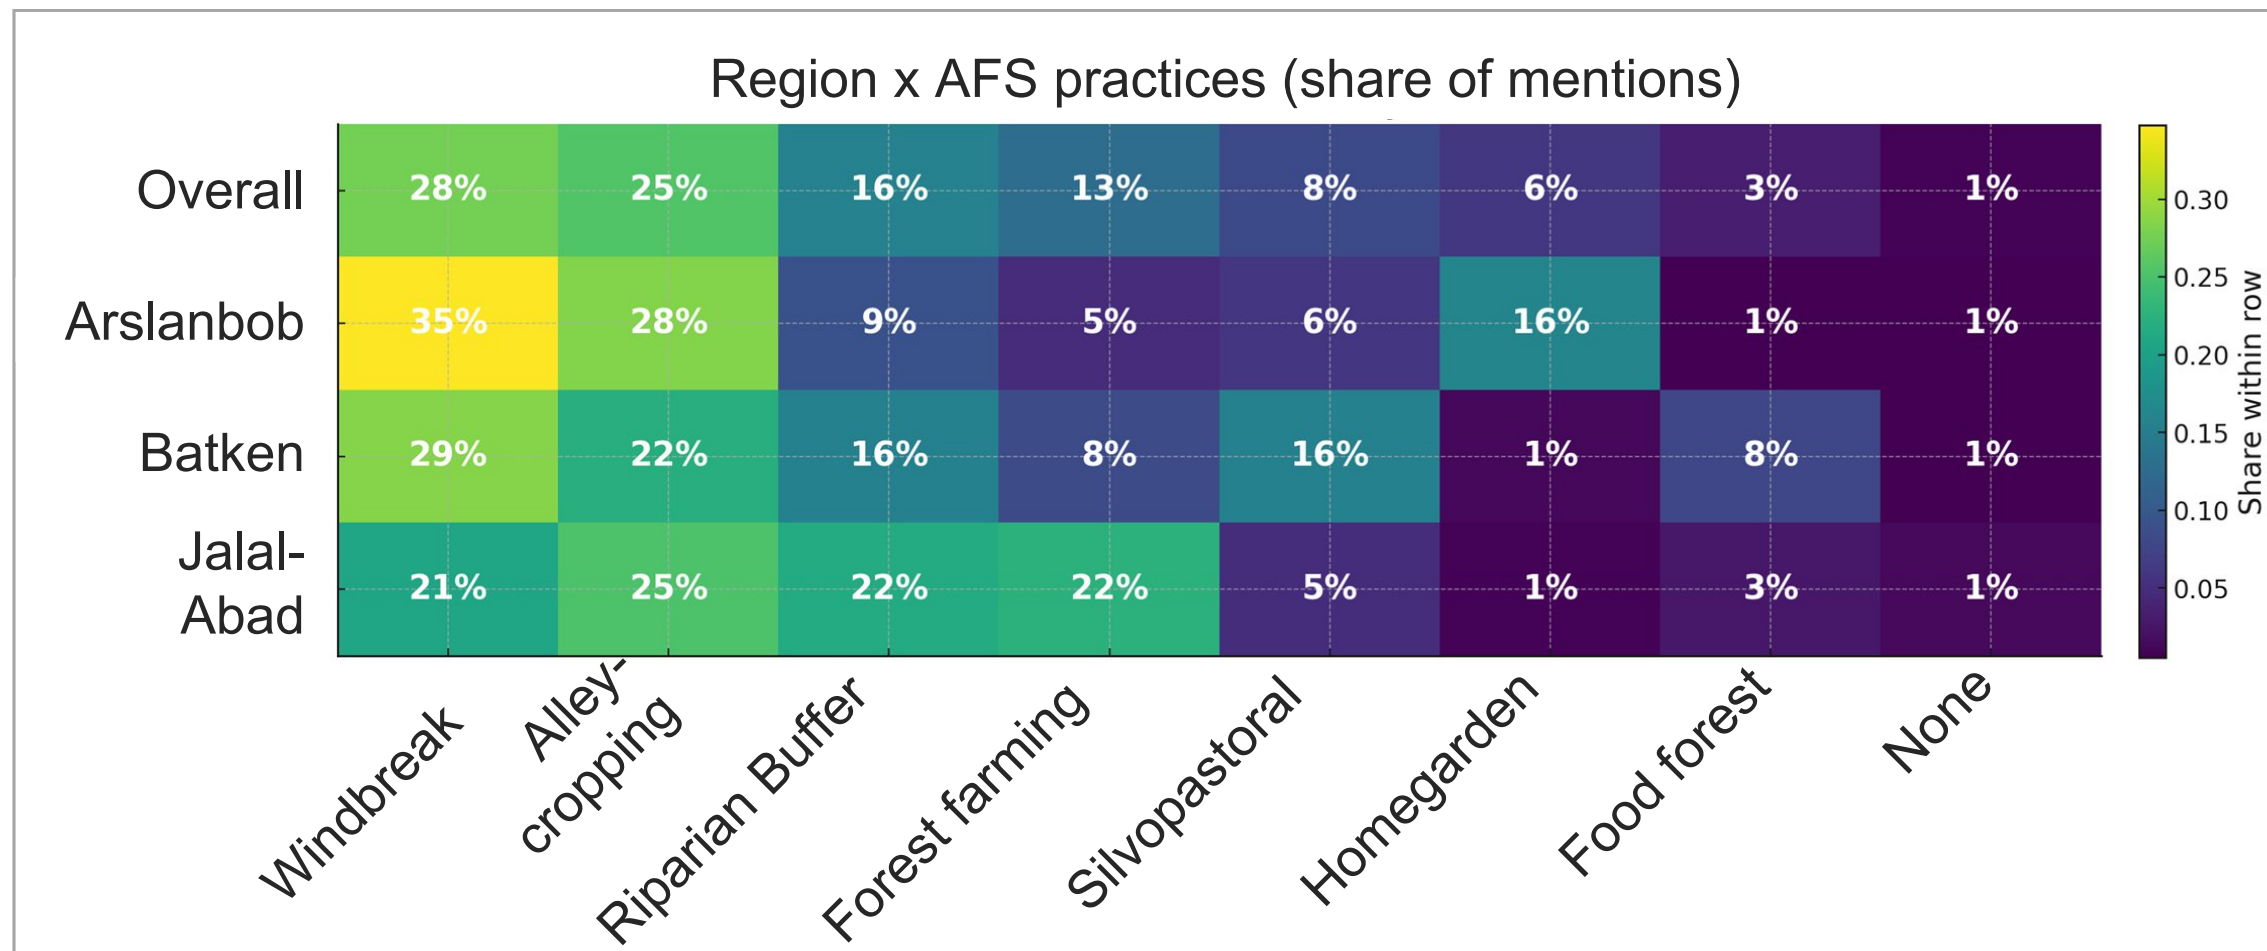 Region x AFS practices (share of mentions)
Overall 28% 25% 16% 13% 8% 6% 3% 1%
Arslanbob 35% 28% 9% 5% 6% 16% 1% 1%
Batken 29% 22% 16% 8% 16% 1% 8% 1%
Jalal-
Abad 21% 25% 22% 22% 5% 1% 3% 1%
Windbreak
Alley-
cropping
Riparian Buffer
Forest farming
Silvopastoral
Homegarden
Food forest
None
0.30
0.25
0.20
0.15
0.10
0.05
Share within row